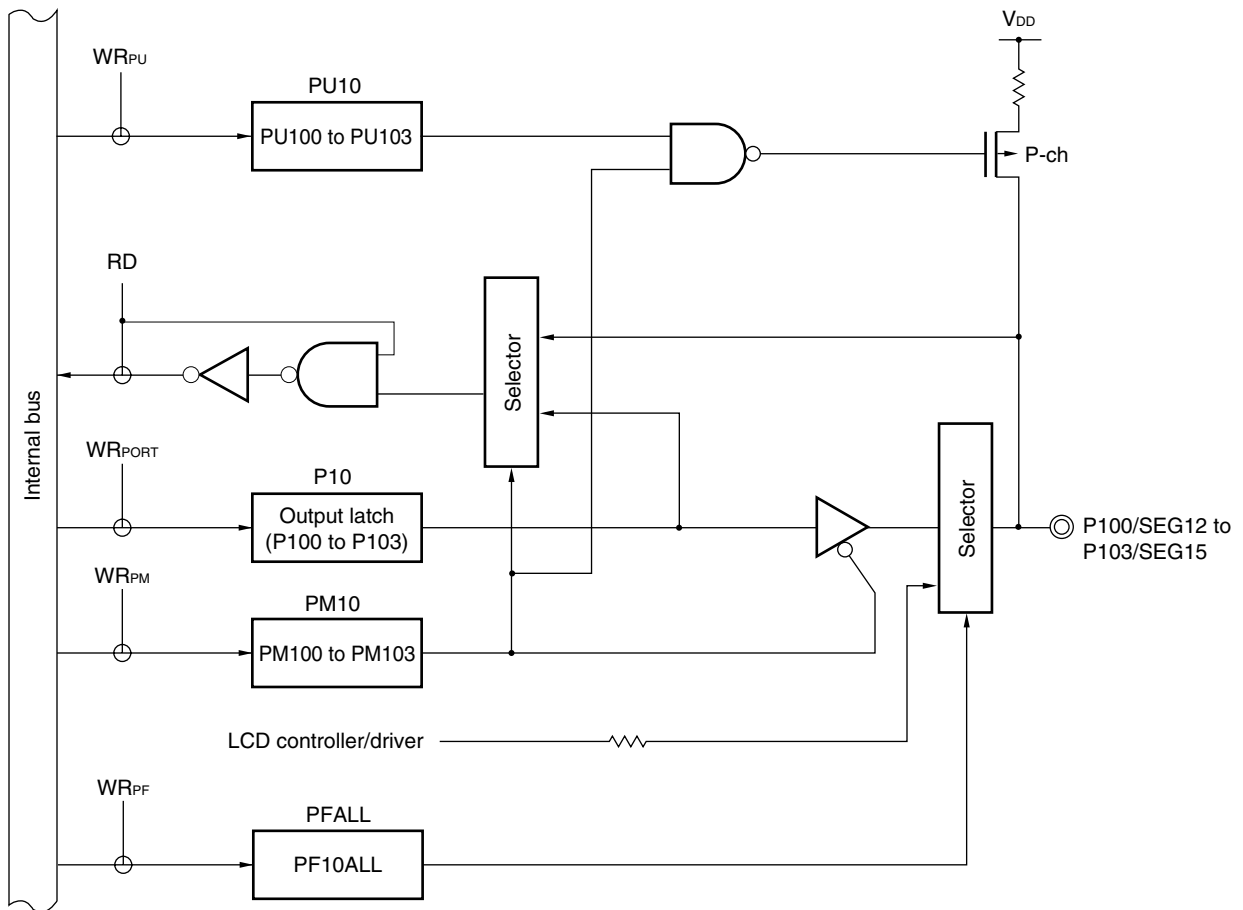 VDD
WRPU
PU10
PU100 to PU103
P-ch
RD
Selector
Internal bus
WRPORT
P10
Output latch
(P100 to P103)
Selector
P100/SEG12 to
P103/SEG15
WRPM
PM10
PM100 to PM103
LCD controller/driver
WRPF
PFALL
PF10ALL